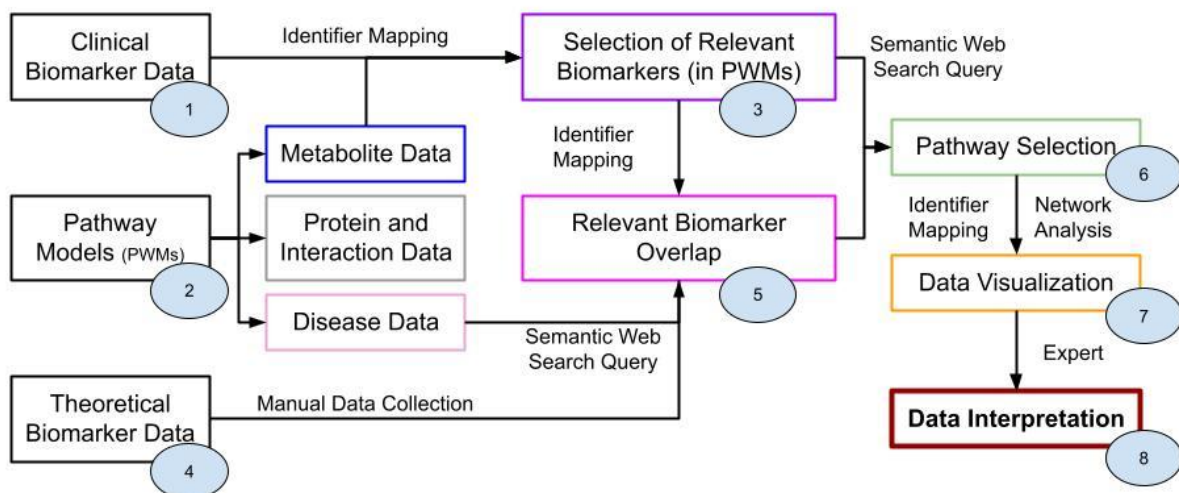 Clinical
Biomarker Data
1
Identifier Mapping
Selection of Relevant
Biomarkers (in PWMs)
3
Semantic Web
Search Query
Metabolite Data
Identifier
Mapping
Pathway Selection
6
Pathway
Models (PWMs)
2
Protein and
Interaction Data
Relevant Biomarker
Overlap
5
Identifier
Mapping
Network
Analysis
Disease Data
Semantic Web
Search Query
Data Visualization
7
Theoretical
Biomarker Data
4
Manual Data Collection
Expert
Data Interpretation
8